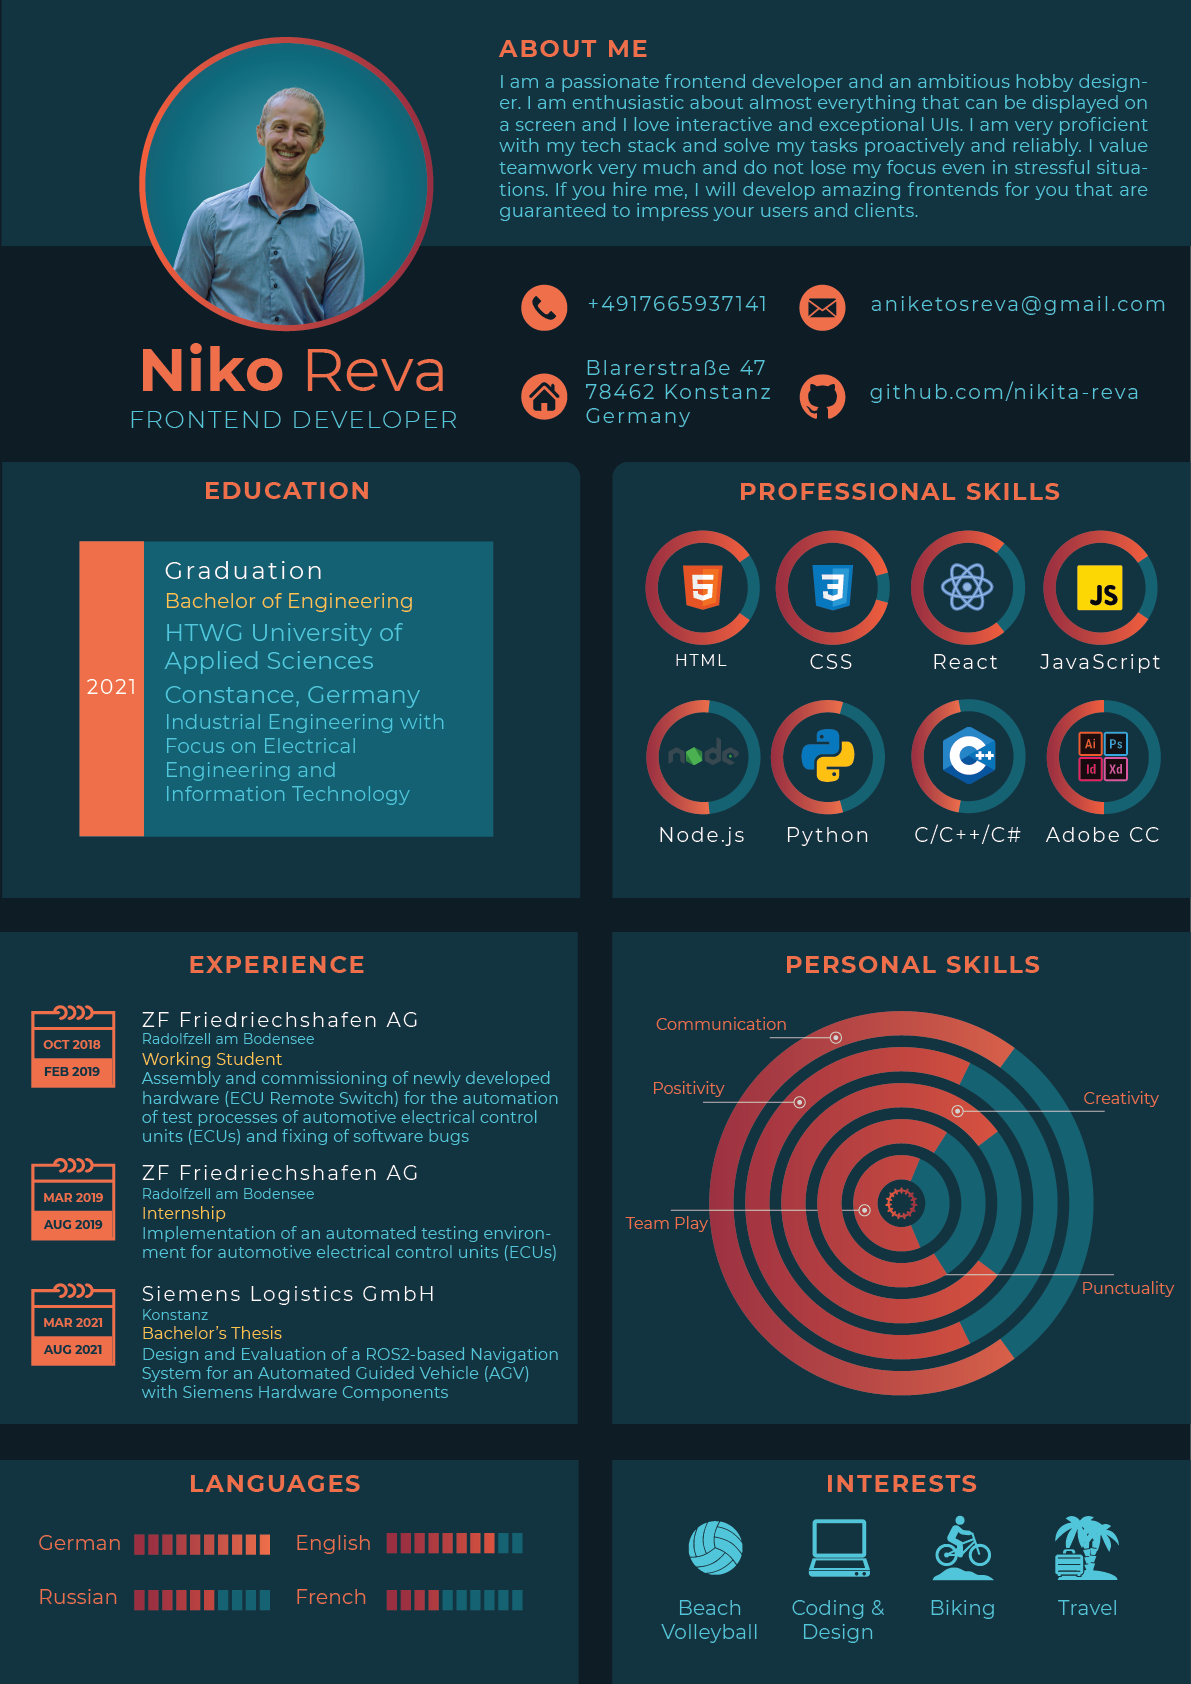 ABOUT ME
I am a passionate frontend developer and an ambitious hobby design-
er. I am enthusiastic about almost everything that can be displayed on
a screen and I love interactive and exceptional UIs. I am very proficient
with my tech stack and solve my tasks proactively and reliably. I value
teamwork very much and do not lose my focus even in stressful situa-
tions. If you hire me, I will develop amazing frontends for you that are
guaranteed to impress your users and clients.
Niko Reva
FRONTEND DEVELOPER
+4917665937141
aniketosreva@gmail.com
Blarerstraße 47
78462 Konstanz
Germany
github.com/nikita-reva
EDUCATION
2021
Graduation
Bachelor of Engineering
HTWG University of
Applied Sciences
Constance, Germany
Industrial Engineering with
Focus on Electrical
Engineering and
Information Technology
PROFESSIONAL SKILLS
5
3
JS
HTML
CSS
React
JavaScript
node
C++
Ai Ps
Id Xd
Node.js
Python
C/C++/C#
Adobe CC
EXPERIENCE
OCT 2018
FEB 2019
ZF Friedriechshafen AG
Radolfzell am Bodensee
Working Student
Assembly and commissioning of newly developed
hardware (ECU Remote Switch) for the automation
of test processes of automotive electrical control
units (ECUs) and fixing of software bugs
MAR 2019
AUG 2019
ZF Friedriechshafen AG
Radolfzell am Bodensee
Internship
Implementation of an automated testing environ-
ment for automotive electrical control units (ECUs)
MAR 2021
AUG 2021
Siemens Logistics GmbH
Konstanz
Bachelor’s Thesis
Design and Evaluation of a ROS2-based Navigation
System for an Automated Guided Vehicle (AGV)
with Siemens Hardware Components
PERSONAL SKILLS
Communication
Positivity
Creativity
Team Play
Punctuality
LANGUAGES
German
English
Russian
French
INTERESTS
Beach
Volleyball
Coding &
Design
Biking
Travel